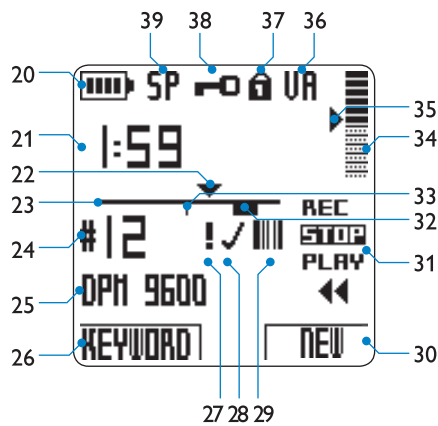 39 38 37 36
20 SP VA
35
21 1:59 34
22
23 33
REC 32
24 #12 ! STOP
PLAY 31
25 DPM 9600
26 KEYWORD NEW 30
27 28 29